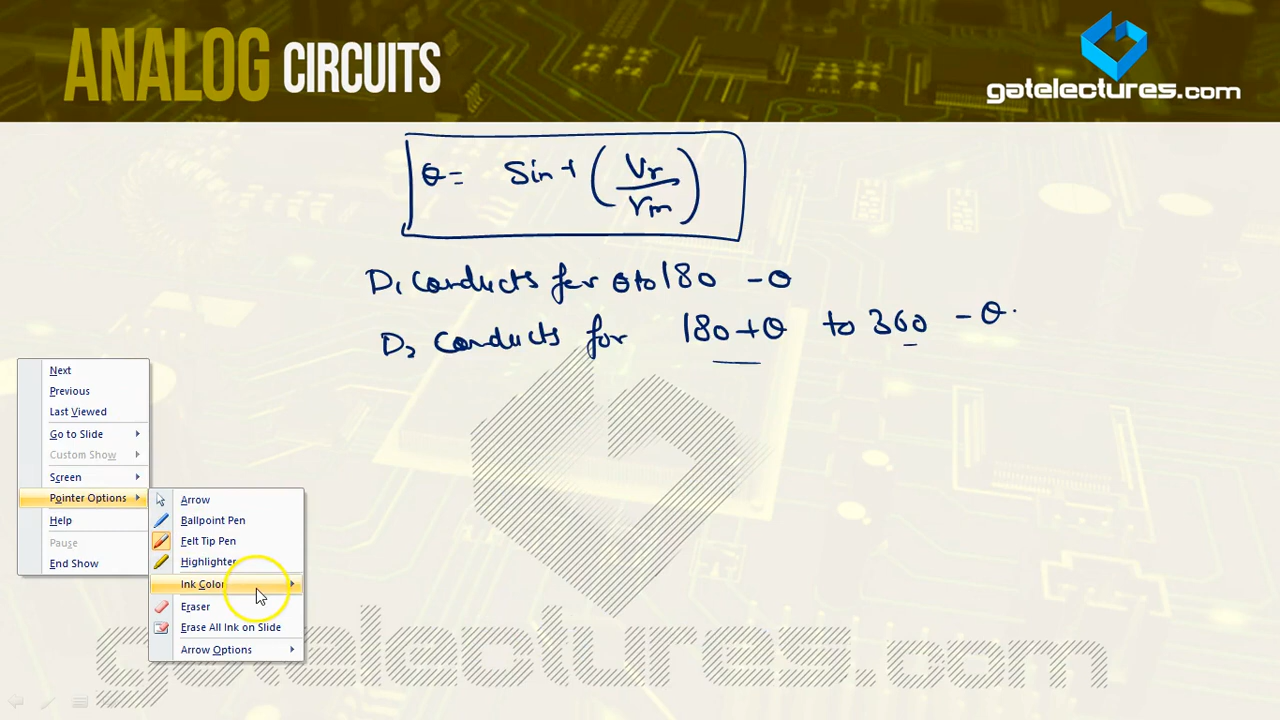 ANALOG CIRCUITS
gatelectures.com
θ = Sin-1 (Vr/Vm)
D1 conducts for θ to 180 - θ
D2 conducts for 180+θ to 360 - θ.
Next
Previous
Last Viewed
Go to Slide
Custom Show
Screen
Pointer Options
Help
Pause
End Show
Arrow
Ballpoint Pen
Felt Tip Pen
Highlighter
Ink Color
Eraser
Erase All Ink on Slide
Arrow Options
gatelectures.com